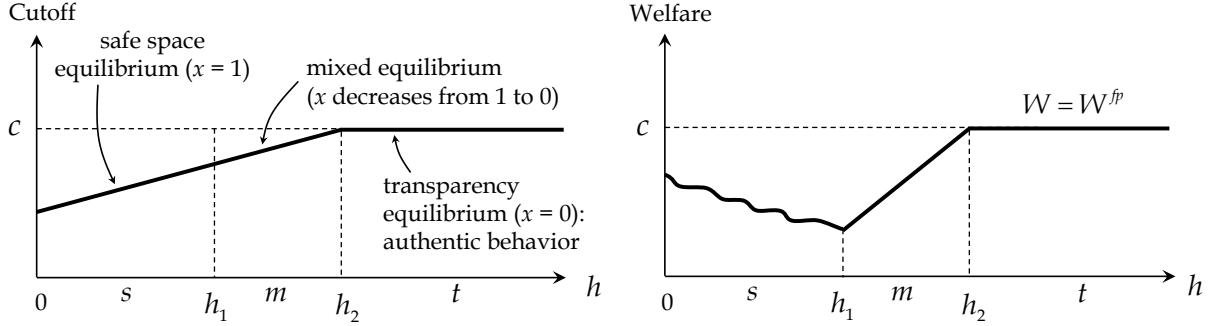 Cutoff
safe space
equilibrium (x = 1)
mixed equilibrium
(x decreases from 1 to 0)
c
transparency
equilibrium (x = 0):
authentic behavior
0 s h₁ m h₂ t h
Welfare
W = W^{fp}
c
0 s h₁ m h₂ t h